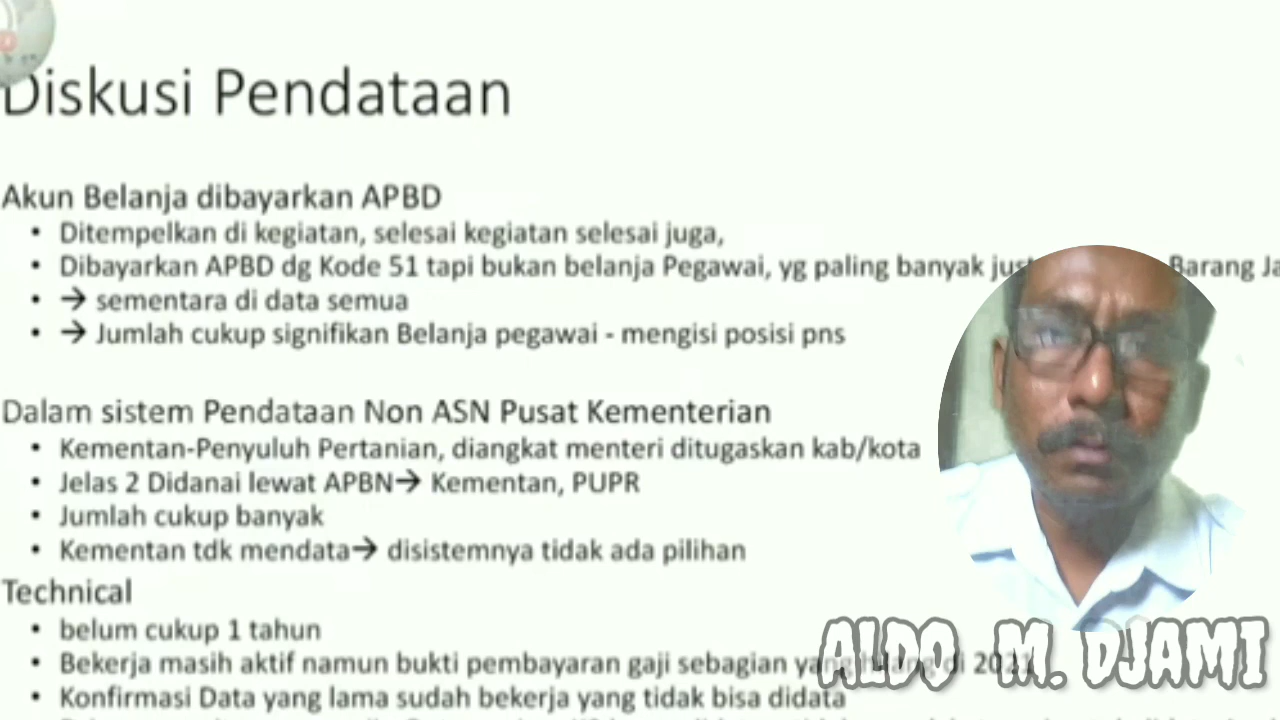 Diskusi Pendataan
Akun Belanja dibayarkan APBD
• Ditempelkan di kegiatan, selesai kegiatan selesai juga,
• Dibayarkan APBD dg Kode 51 tapi bukan belanja Pegawai, yg paling banyak Barang
• → sementara di data semua
• → Jumlah cukup signifikan Belanja pegawai - mengisi posisi pns
Dalam sistem Pendataan Non ASN Pusat Kementerian
• Kementan-Penyuluh Pertanian, diangkat menteri ditugaskan kab/kota
• Jelas 2 Didanai lewat APBN→ Kementan, PUPR
• Jumlah cukup banyak
• Kementan tdk mendata→ disistemnya tidak ada pilihan
Technical
• belum cukup 1 tahun
• Bekerja masih aktif namun bukti pembayaran gaji sebagian yang hilang di
• Konfirmasi Data yang lama sudah bekerja yang tidak bisa didata
ALDO M. DJAMI